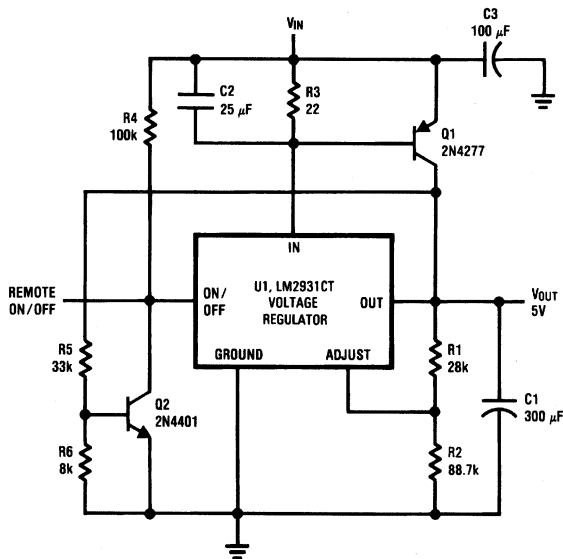 C3
100 µF
VIN
C2
25 µF
R3
22
R4
100k
Q1
2N4277
IN
U1, LM2931CT
VOLTAGE
REGULATOR
REMOTE
ON/OFF
ON/
OFF
OUT
VOUT
5V
GROUND
ADJUST
R5
33k
R1
28k
Q2
2N4401
C1
300 µF
R6
8k
R2
88.7k